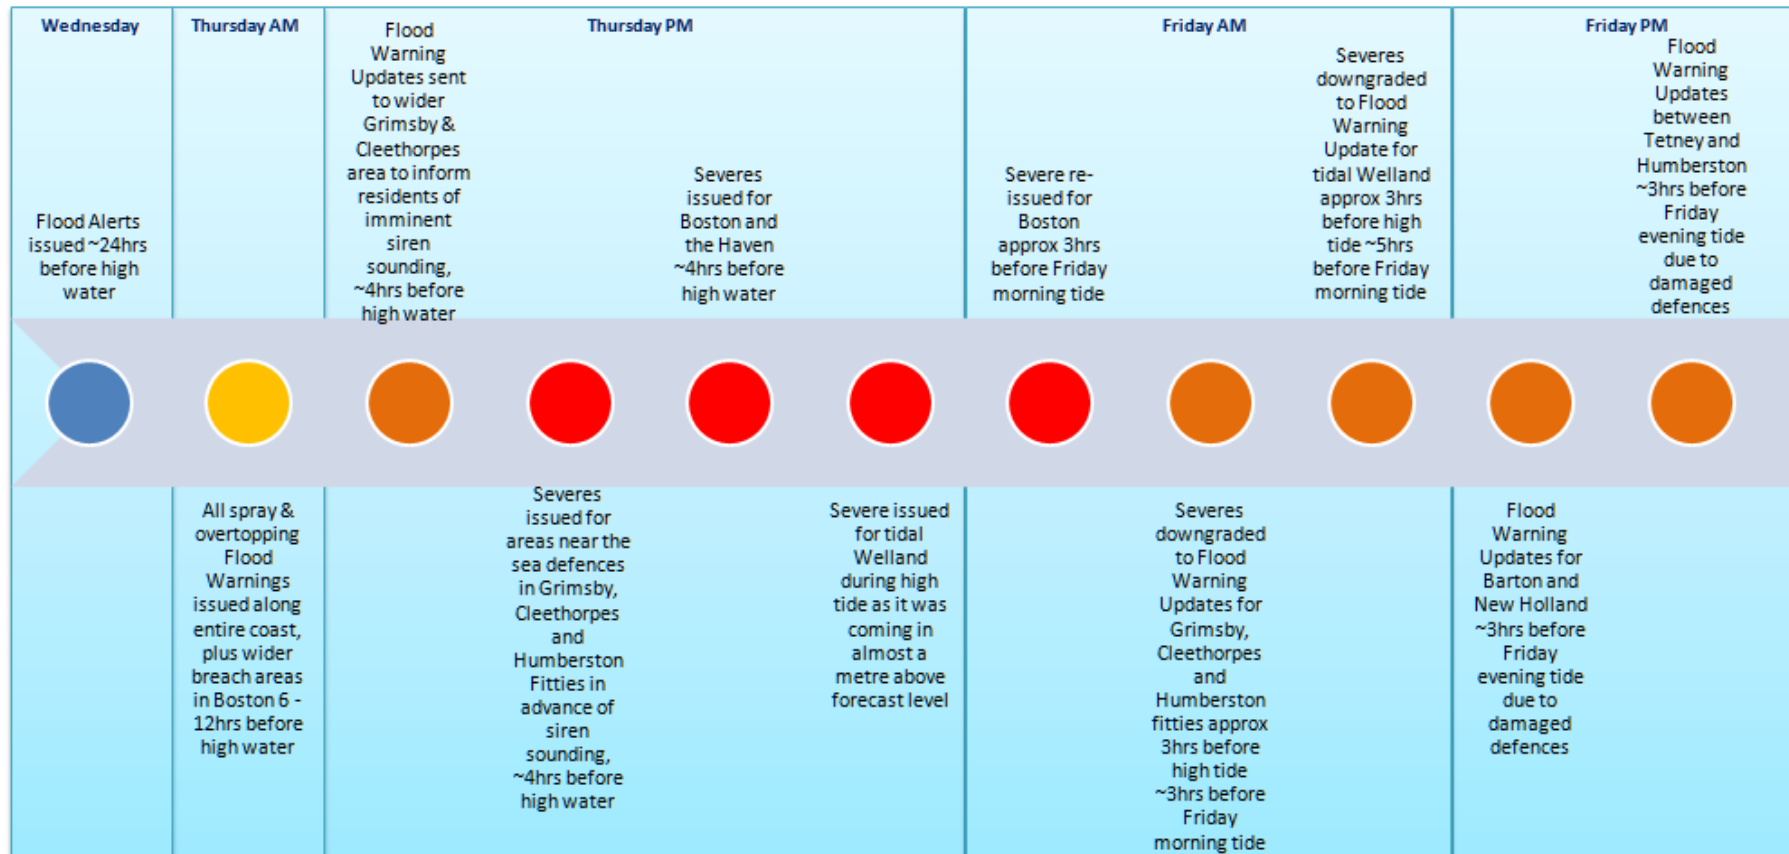 Wednesday
Thursday AM
Thursday PM
Friday AM
Friday PM
Flood Alerts
issued ~24hrs
before high
water
All spray &
overtopping
Flood
Warnings
issued along
entire coast,
plus wider
breach areas
in Boston 6 -
12hrs before
high water
Flood
Warning
Updates sent
to wider
Grimsby &
Cleethorpes
area to inform
residents of
imminent
siren
sounding,
~4hrs before
high water
Severes
issued for
areas near the
sea defences
in Grimsby,
Cleethorpes
and
Humberston
Fitties in
advance of
siren
sounding,
~4hrs before
high water
Severes
issued for
Boston and
the Haven
~4hrs before
high water
Severe issued
for tidal
Welland
during high
tide as it was
coming in
almost a
metre above
forecast level
Severe re-
issued for
Boston
approx 3hrs
before Friday
morning tide
Severes
downgraded
to Flood
Warning
Updates for
Grimsby,
Cleethorpes
and
Humberston
fitties approx
3hrs before
high tide
~3hrs before
Friday
morning tide
Severes
downgraded
to Flood
Warning
Update for
tidal Welland
approx 3hrs
before high
tide ~5hrs
before Friday
morning tide
Flood
Warning
Updates for
Barton and
New Holland
~3hrs before
Friday
evening tide
due to
damaged
defences
Flood
Warning
Updates
between
Tetney and
Humberston
~3hrs before
Friday
evening tide
due to
damaged
defences